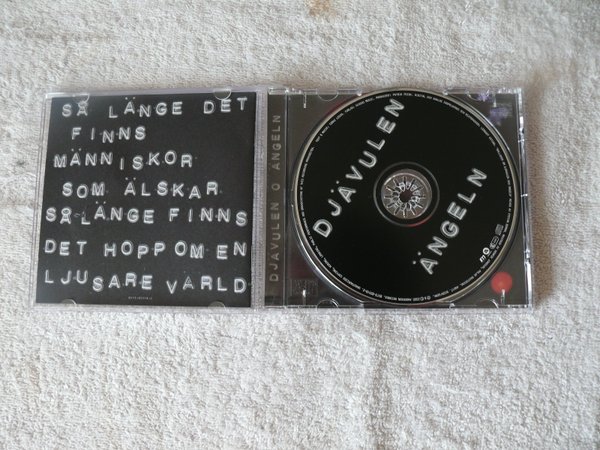 SÅ LÄNGE DET
FINNS
MÄNNISKOR
SOM ÄLSKAR
SÅ LÄNGE FINNS
DET HOPP OM EN
LJUSARE VÄRLD
DJÄVULEN O ÄNGELN
DJÄVULEN
ÄNGELN